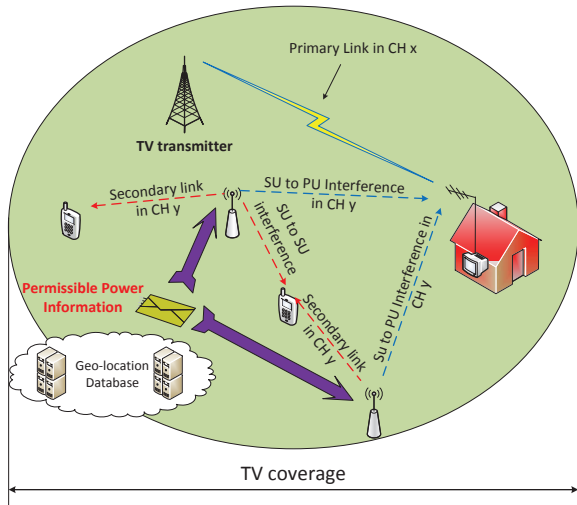 Primary Link in CH x
TV transmitter
Secondary link
in CH y
SU to PU Interference
in CH y
SU to SU
interference
Su to PU Interference in
CH y
Permissible Power
Information
Secondary link
in CH y
Geo-location
Database
TV coverage